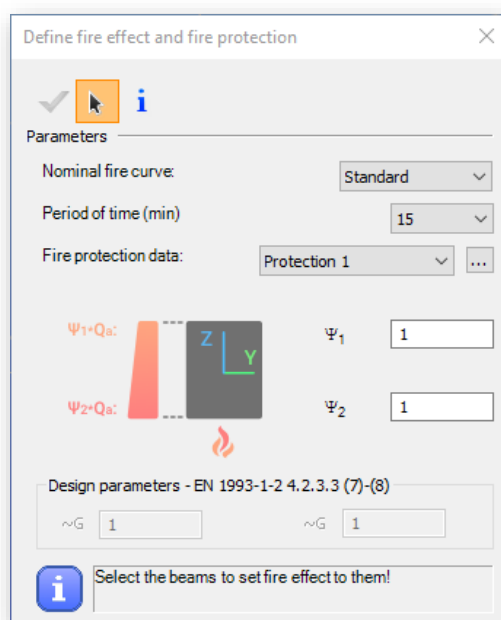 Define fire effect and fire protection
Parameters
Nominal fire curve: Standard
Period of time (min) 15
Fire protection data: Protection 1 ...
Ψ1*Qa: Z Y Ψ1 1
Ψ2*Qa: Ψ2 1
Design parameters - EN 1993-1-2 4.2.3.3 (7)-(8)
~G 1 ~G 1
Select the beams to set fire effect to them!